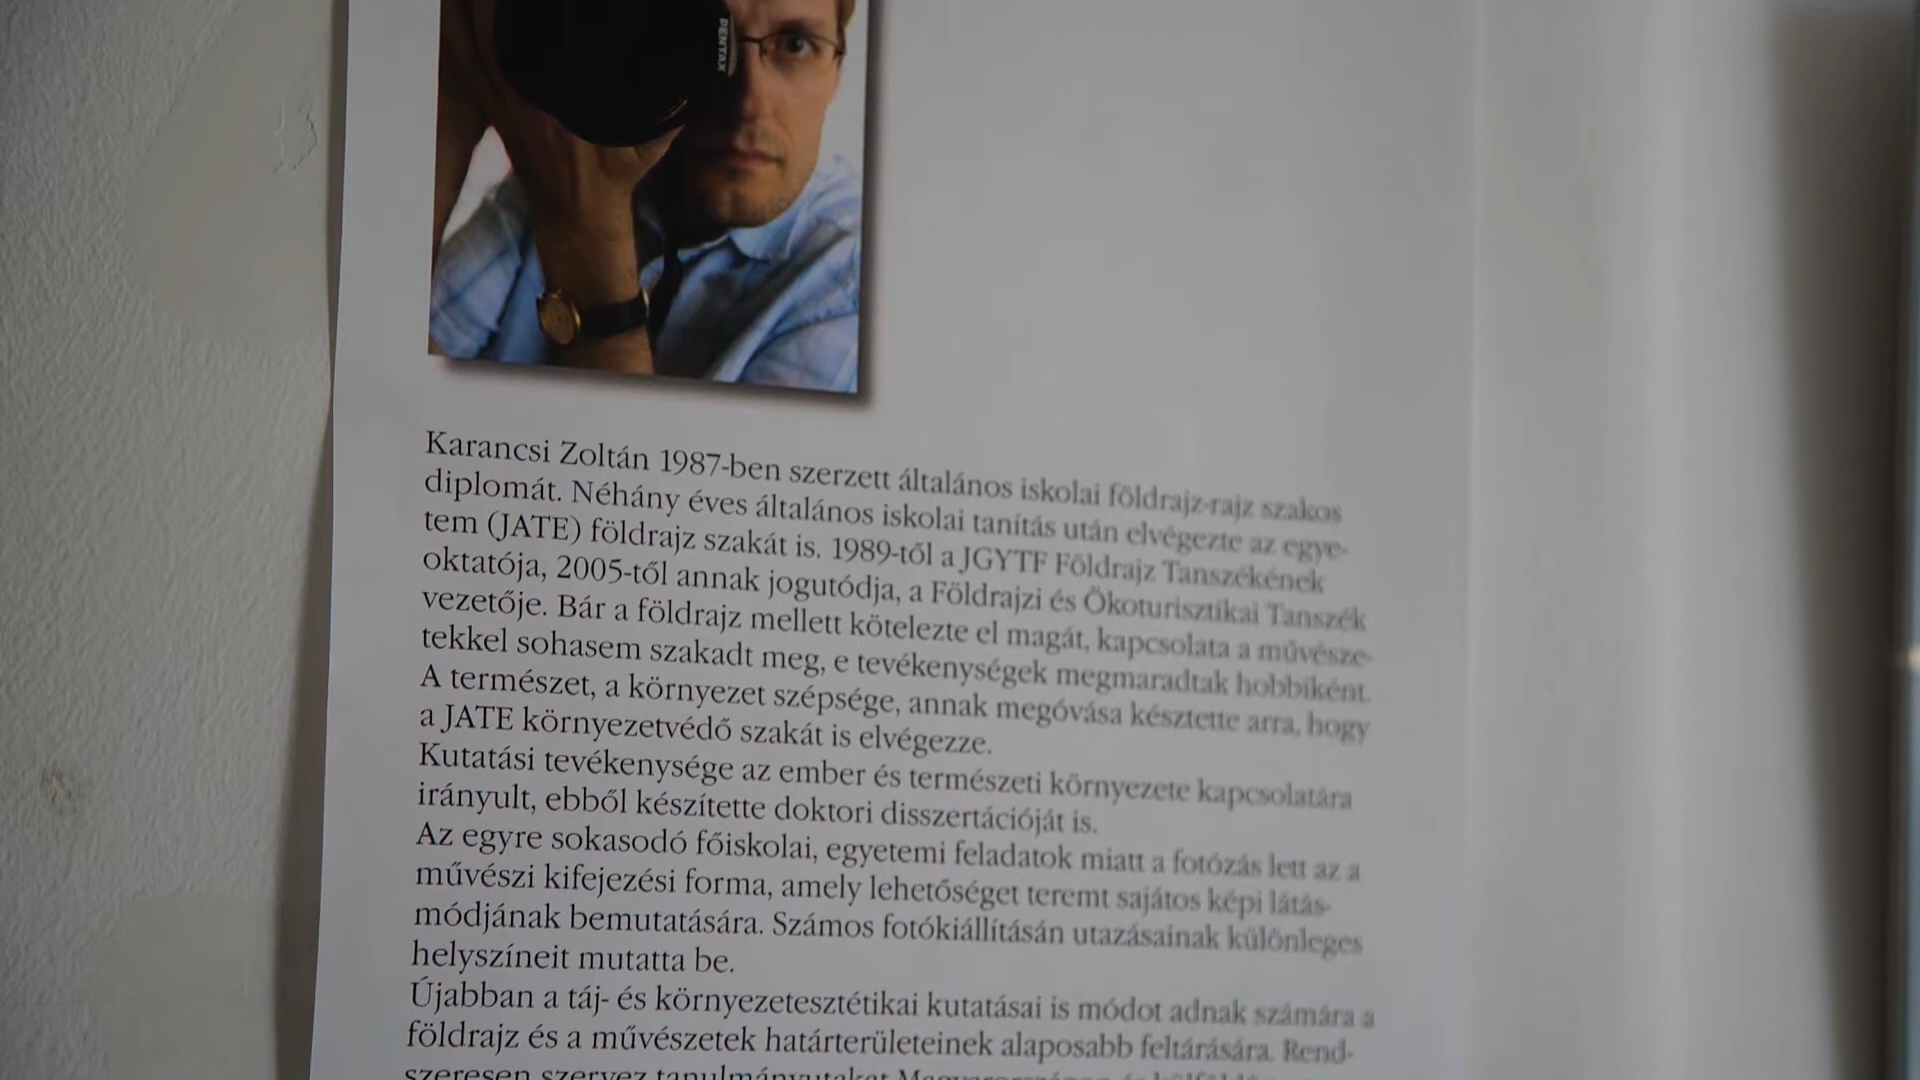 PENTAX
Karancsi Zoltán 1987-ben szerzett általános iskolai földrajz-rajz szakos
diplomát. Néhány éves általános iskolai tanítás után elvégezte az egye-
tem (JATE) földrajz szakát is. 1989-től a JGYTF Földrajz Tanszékének
oktatója, 2005-től annak jogutódja, a Földrajzi és Ökoturisztikai Tanszék
vezetője. Bár a földrajz mellett kötelezte el magát, kapcsolata a művésze-
tekkel sohasem szakadt meg, e tevékenységek megmaradtak hobbiként.
A természet, a környezet szépsége, annak megóvása késztette arra, hogy
a JATE környezetvédő szakát is elvégezze.
Kutatási tevékenysége az ember és természeti környezete kapcsolatára
irányult, ebből készítette doktori disszertációját is.
Az egyre sokasodó főiskolai, egyetemi feladatok miatt a fotózás lett az a
művészi kifejezési forma, amely lehetőséget teremt sajátos képi látás-
módjának bemutatására. Számos fotókiállításán utazásainak különleges
helyszíneit mutatta be.
Újabban a táj- és környezetesztétikai kutatásai is módot adnak számára a
földrajz és a művészetek határterületeinek alaposabb feltárására. Rend-
szeresen szervez tanulmányutakat